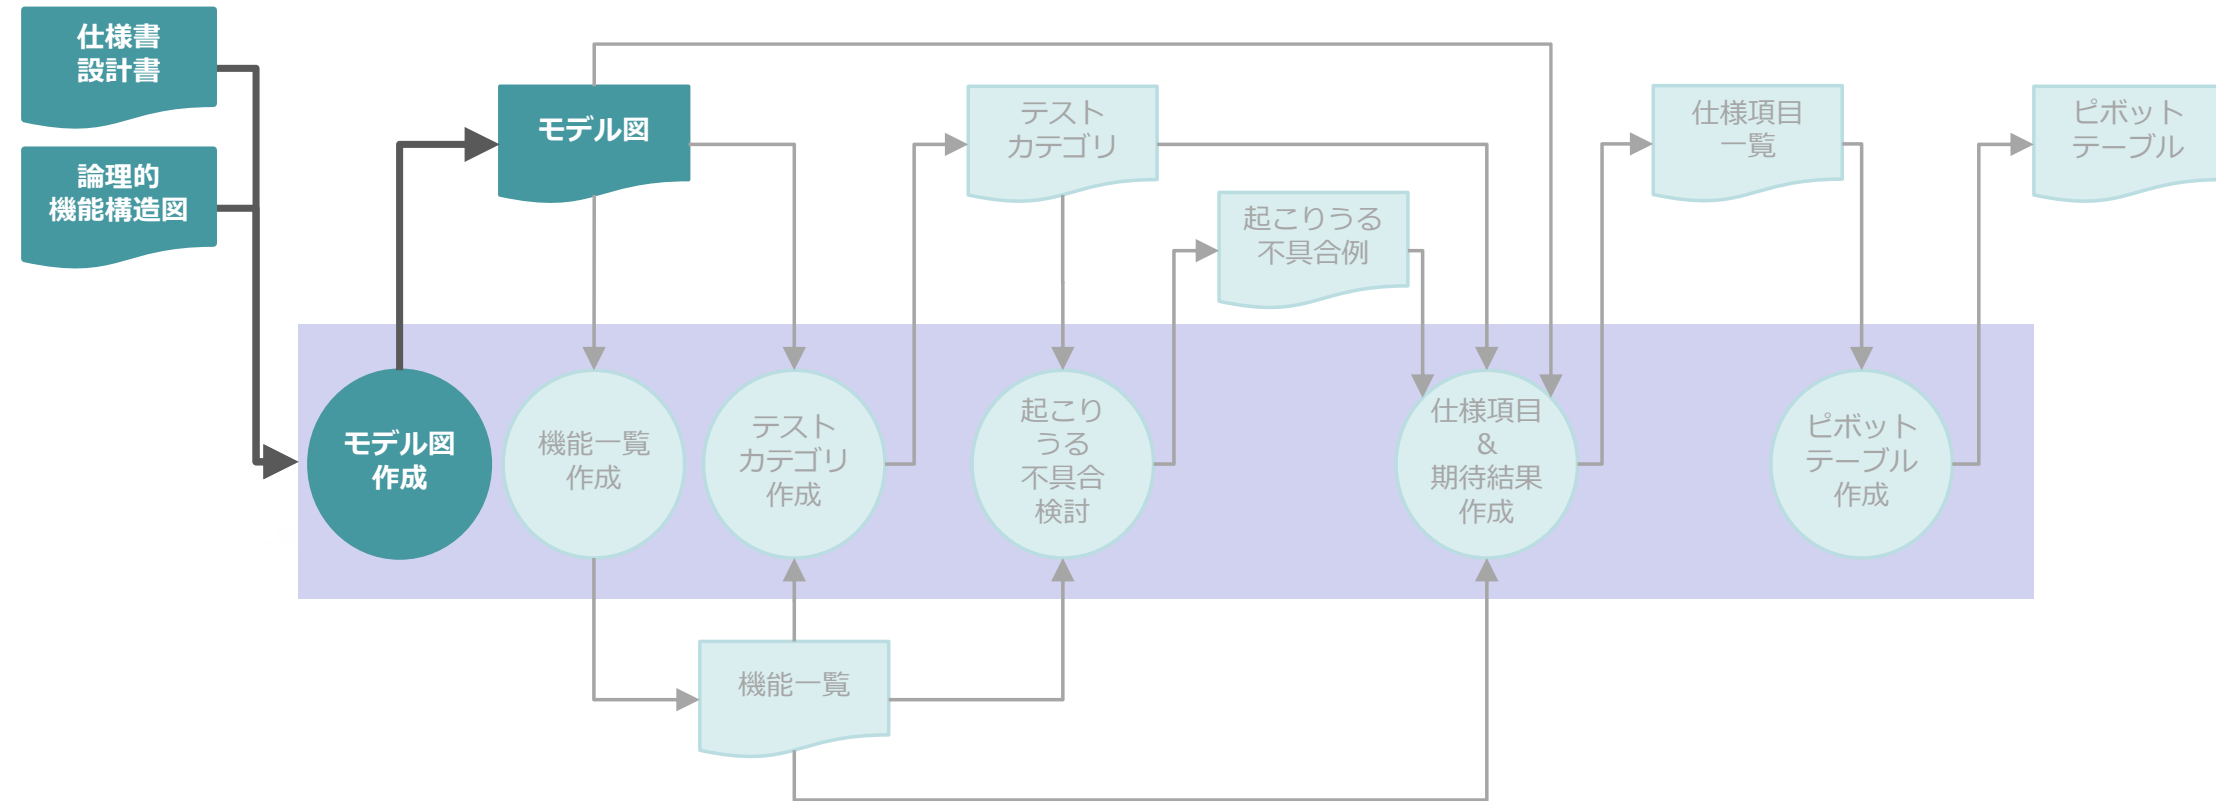 仕様書
設計書
論理的
機能構造図
モデル図
テスト
カテゴリ
起こりうる
不具合例
仕様項目
一覧
ピボット
テーブル
モデル図
作成
機能一覧
作成
テスト
カテゴリ
作成
起こり
うる
不具合
検討
仕様項目
&
期待結果
作成
ピボット
テーブル
作成
機能一覧